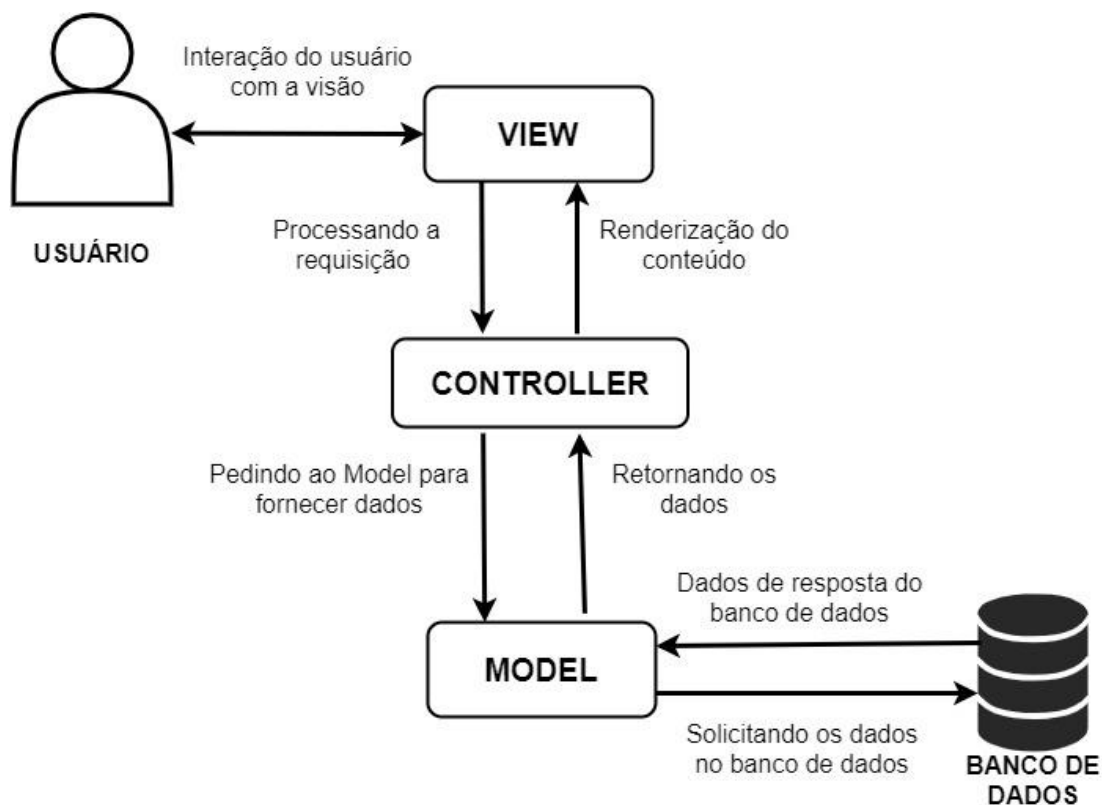 Interação do usuário
com a visão
VIEW
USUÁRIO
Processando a
requisição
Renderização do
conteúdo
CONTROLLER
Pedindo ao Model para
fornecer dados
Retornando os
dados
Dados de resposta do
banco de dados
MODEL
Solicitando os dados
no banco de dados
BANCO DE
DADOS